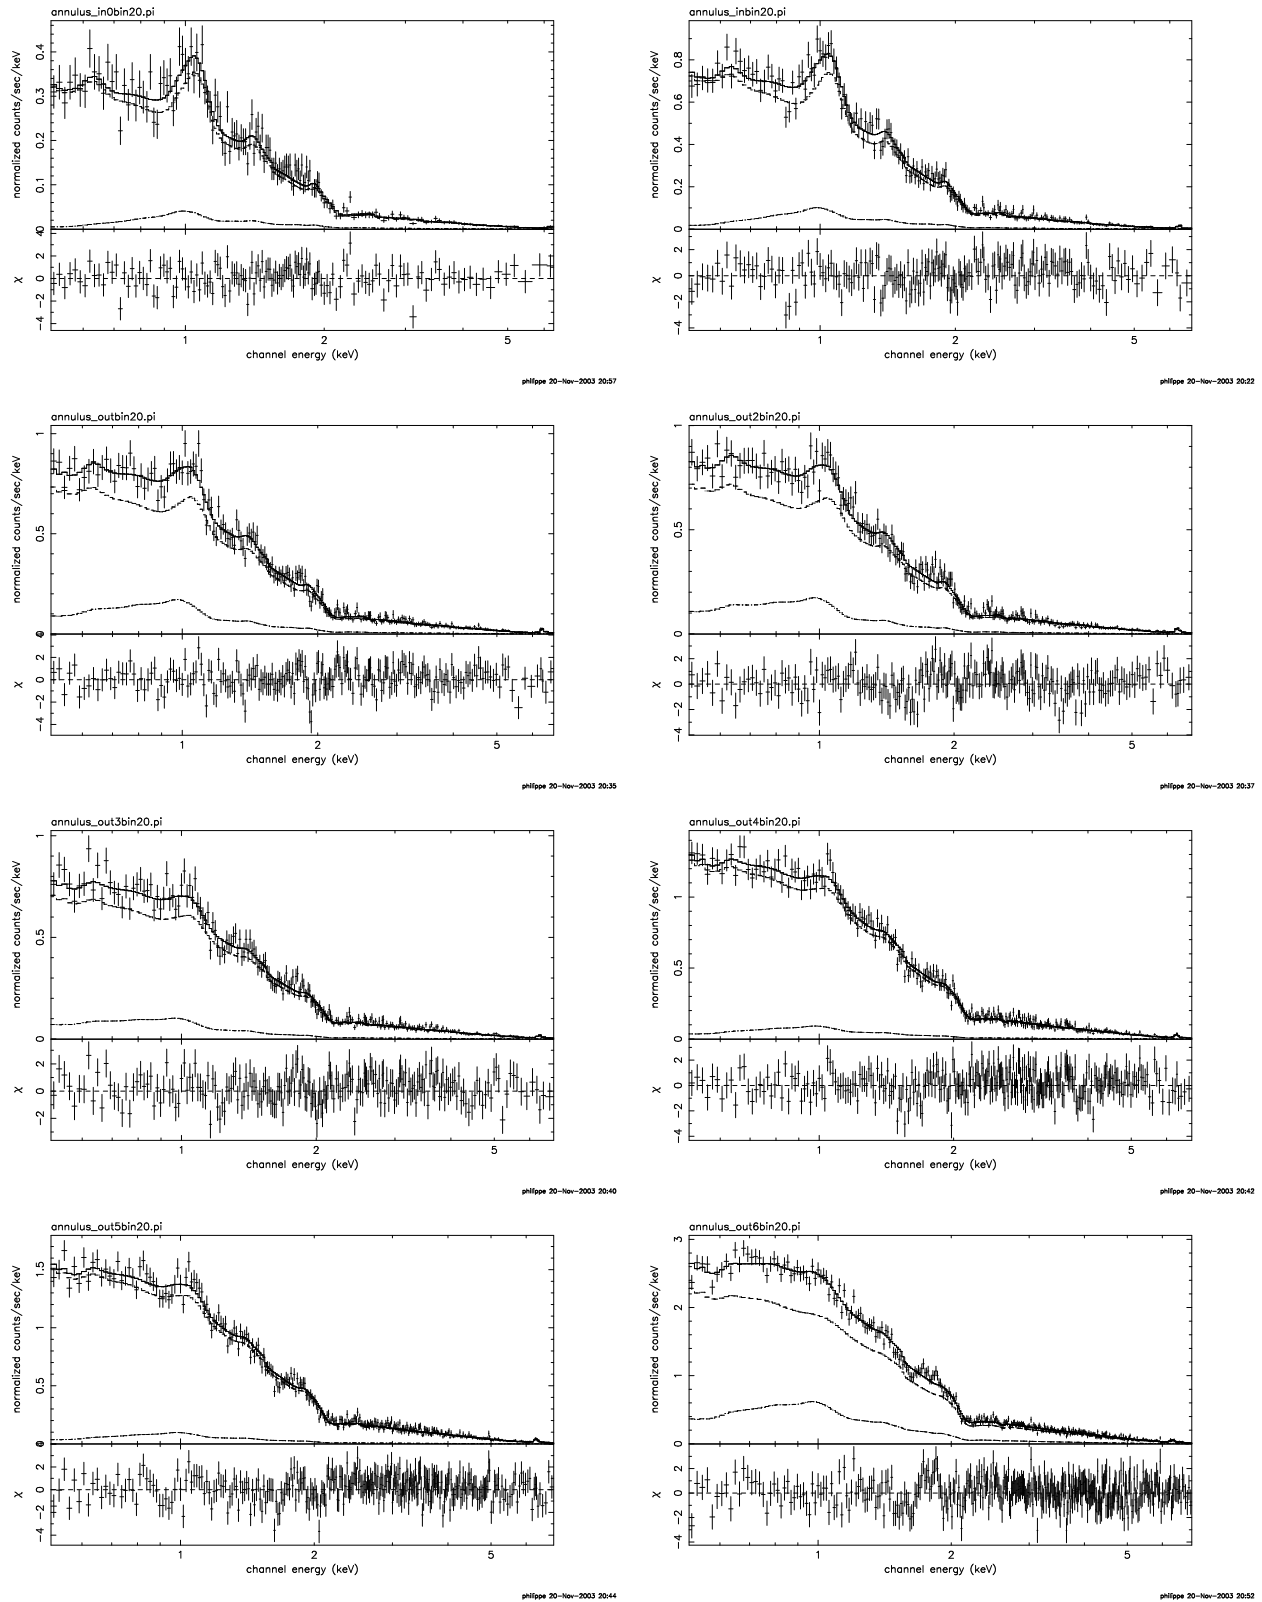 annulus_in0bin20.pi
normalized counts/sec/keV
0.4
0.3
0.2
0.1
0
χ
4
2
0
−2
−4
1
2
5
channel energy (keV)
philippe 20-Nov-2003 20:57
annulus_inbin20.pi
normalized counts/sec/keV
0.8
0.6
0.4
0.2
0
χ
2
0
−2
−4
1
2
5
channel energy (keV)
philippe 20-Nov-2003 20:22
annulus_outbin20.pi
normalized counts/sec/keV
1
0.5
χ
2
0
−2
−4
1
2
5
channel energy (keV)
philippe 20-Nov-2003 20:35
annulus_out2bin20.pi
normalized counts/sec/keV
1
0.5
0
χ
2
0
−2
−4
1
2
5
channel energy (keV)
philippe 20-Nov-2003 20:37
annulus_out3bin20.pi
normalized counts/sec/keV
1
0.5
0
χ
2
0
−2
1
2
5
channel energy (keV)
philippe 20-Nov-2003 20:40
annulus_out4bin20.pi
normalized counts/sec/keV
1
0.5
0
χ
2
0
−2
−4
1
2
5
channel energy (keV)
philippe 20-Nov-2003 20:42
annulus_out5bin20.pi
normalized counts/sec/keV
1.5
1
0.5
χ
2
0
−2
−4
1
2
5
channel energy (keV)
philippe 20-Nov-2003 20:44
annulus_out6bin20.pi
normalized counts/sec/keV
3
2
1
0
χ
2
0
−2
−4
1
2
5
channel energy (keV)
philippe 20-Nov-2003 20:52